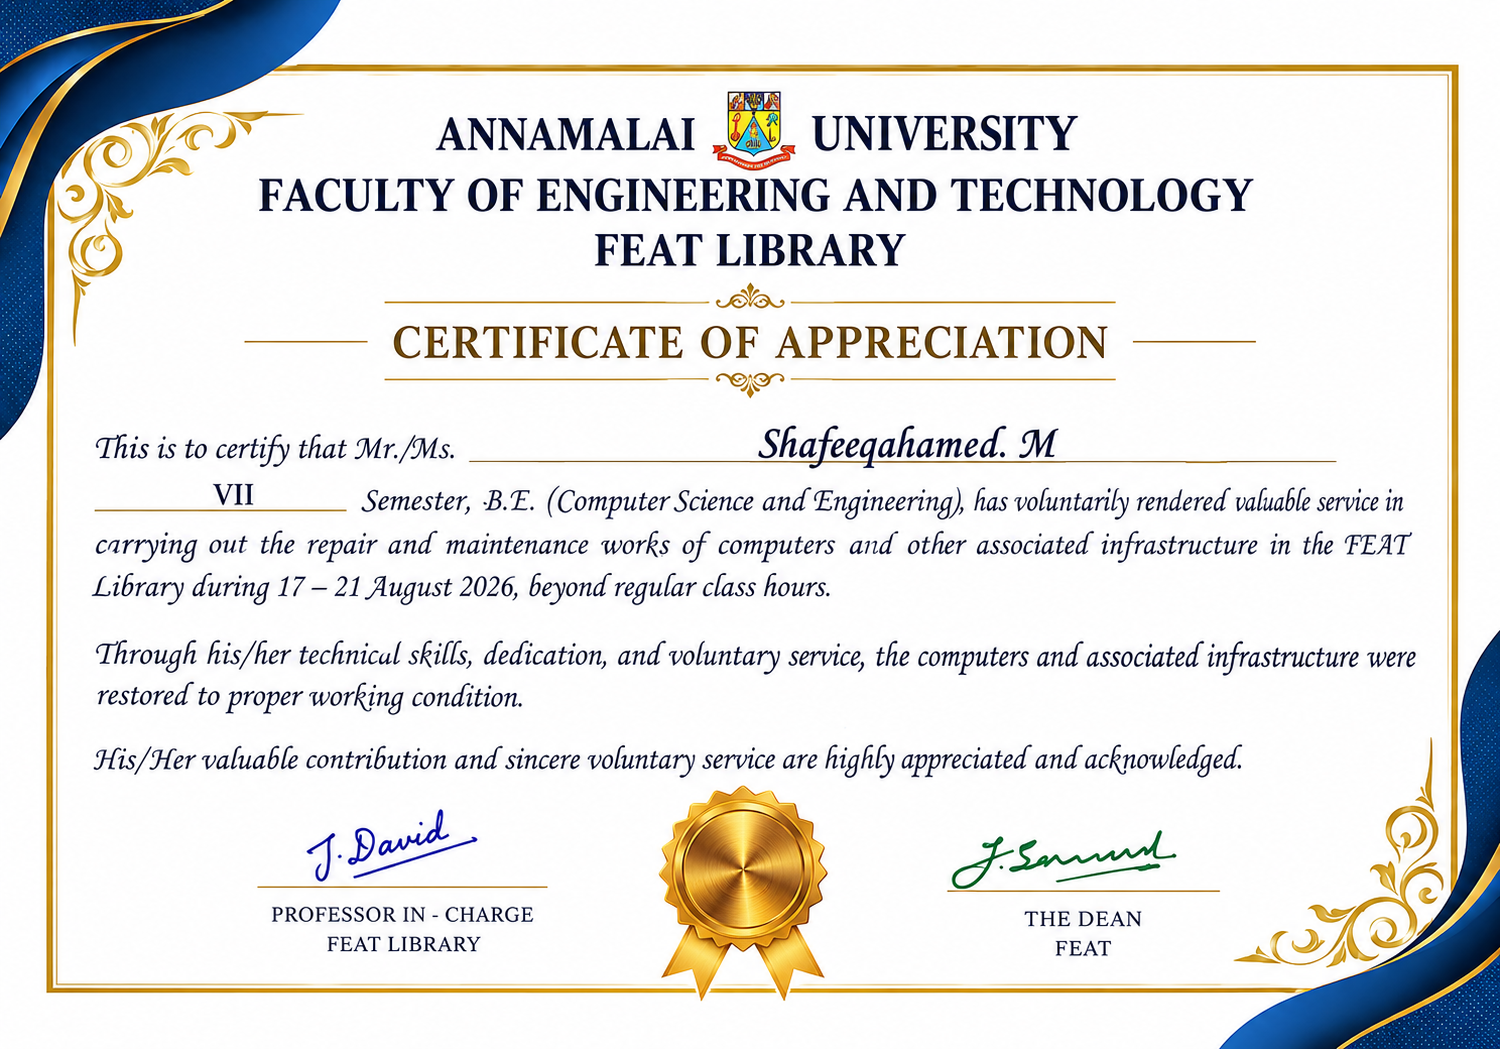 ANNAMALAI UNIVERSITY
FACULTY OF ENGINEERING AND TECHNOLOGY
FEAT LIBRARY
CERTIFICATE OF APPRECIATION
This is to certify that Mr./Ms. Shafeeqahamed. M
VII Semester, B.E. (Computer Science and Engineering), has voluntarily rendered valuable service in
carrying out the repair and maintenance works of computers and other associated infrastructure in the FEAT
Library during 17 – 21 August 2026, beyond regular class hours.
Through his/her technical skills, dedication, and voluntary service, the computers and associated infrastructure were
restored to proper working condition.
His/Her valuable contribution and sincere voluntary service are highly appreciated and acknowledged.
J. David
PROFESSOR IN - CHARGE
FEAT LIBRARY
THE DEAN
FEAT